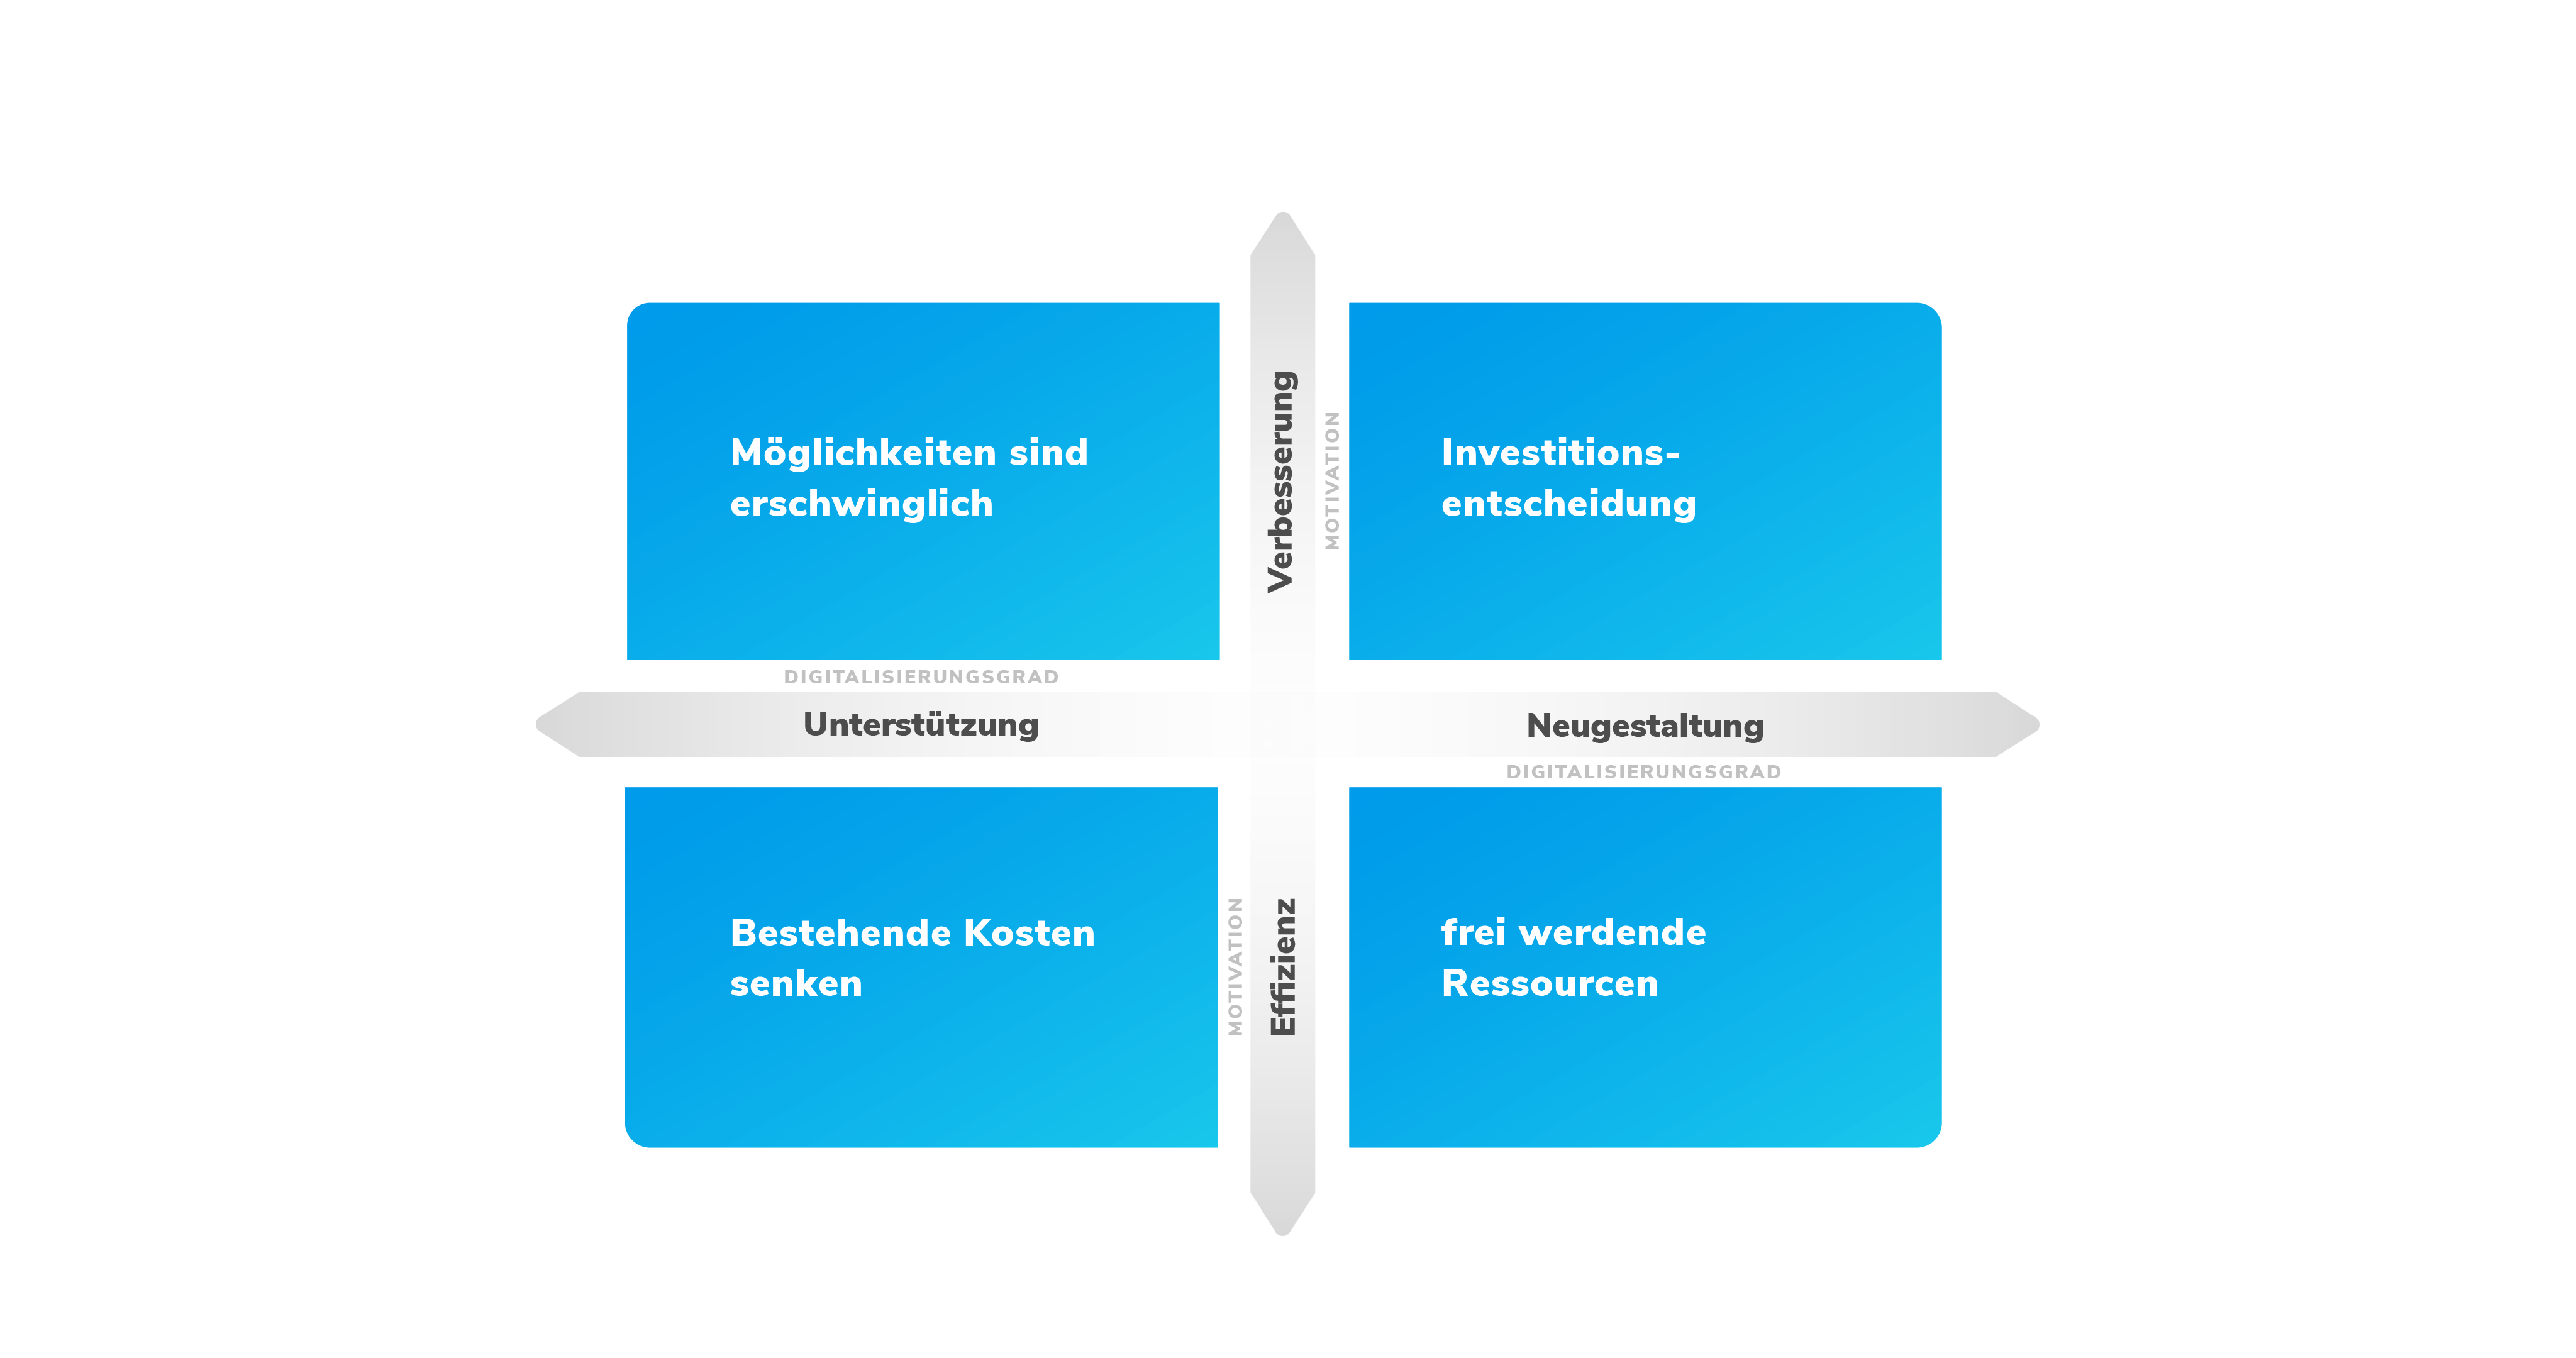 Möglichkeiten sind
erschwinglich
Verbesserung
MOTIVATION
Investitions-
entscheidung
DIGITALISIERUNGSGRAD
Unterstützung
Neugestaltung
DIGITALISIERUNGSGRAD
Bestehende Kosten
senken
MOTIVATION
Effizienz
frei werdende
Ressourcen